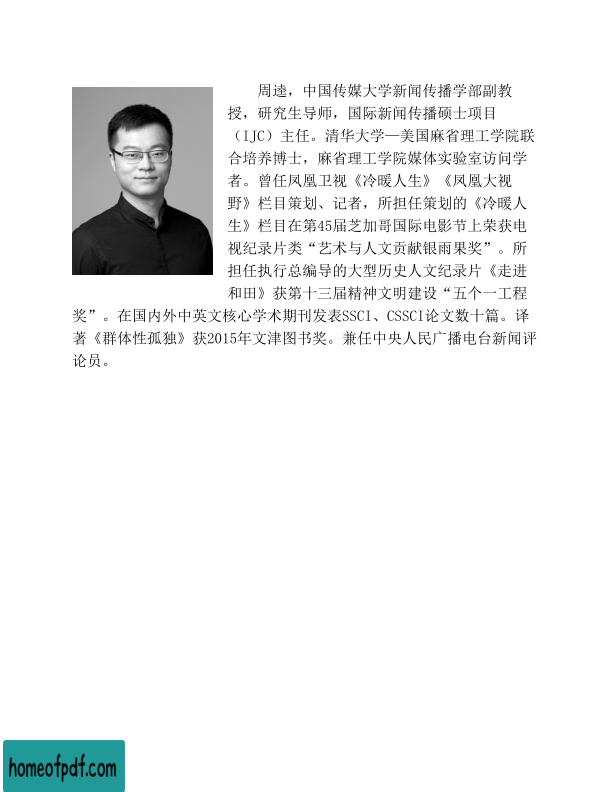 周逵，中国传媒大学新闻传播学部副教
授，研究生导师，国际新闻传播硕士项目
（IJC）主任。清华大学—美国麻省理工学院联
合培养博士，麻省理工学院媒体实验室访问学
者。曾任凤凰卫视《冷暖人生》《凤凰大视
野》栏目策划、记者，所担任策划的《冷暖人
生》栏目在第45届芝加哥国际电影节上荣获电
视纪录片类“艺术与人文贡献银雨果奖”。所
担任执行总编导的大型历史人文纪录片《走进
和田》获第十三届精神文明建设“五个一工程
奖”。在国内外中英文核心学术期刊发表SSCI、CSSCI论文数十篇。译
著《群体性孤独》获2015年文津图书奖。兼任中央人民广播电台新闻评
论员。
homeofpdf.com